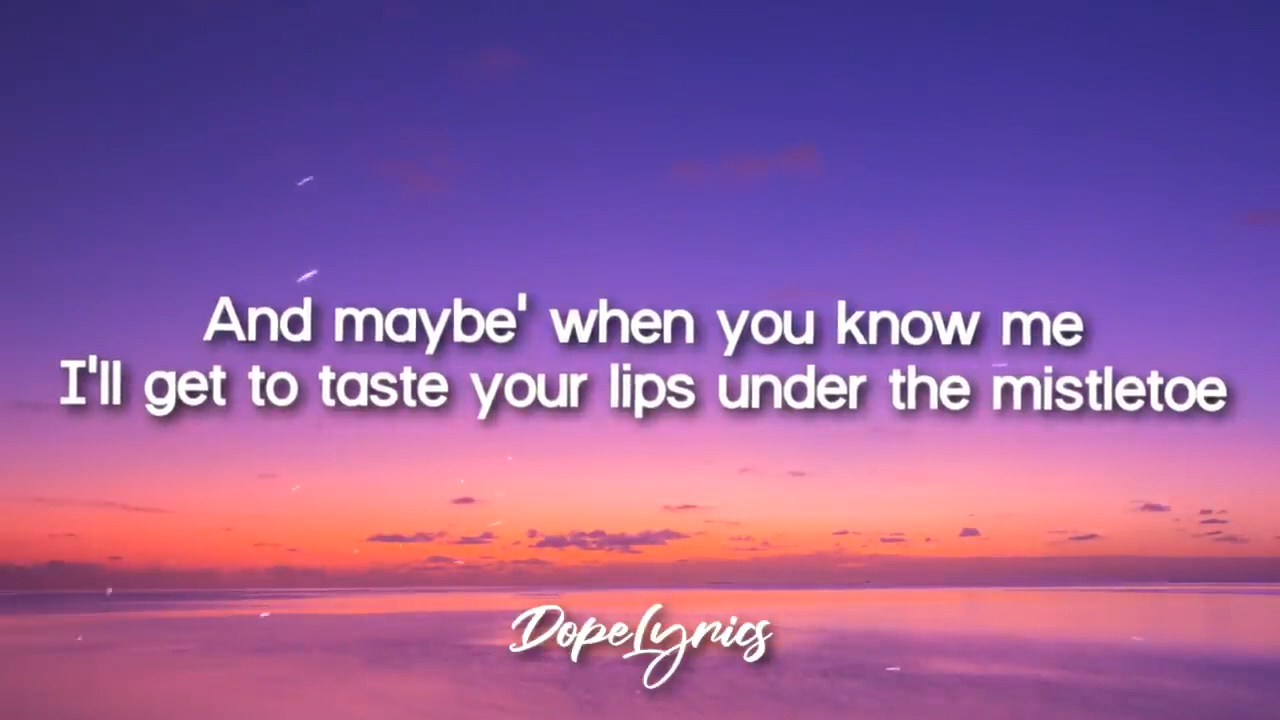 And maybe' when you know me
I'll get to taste your lips under the mistletoe
DopeLyrics